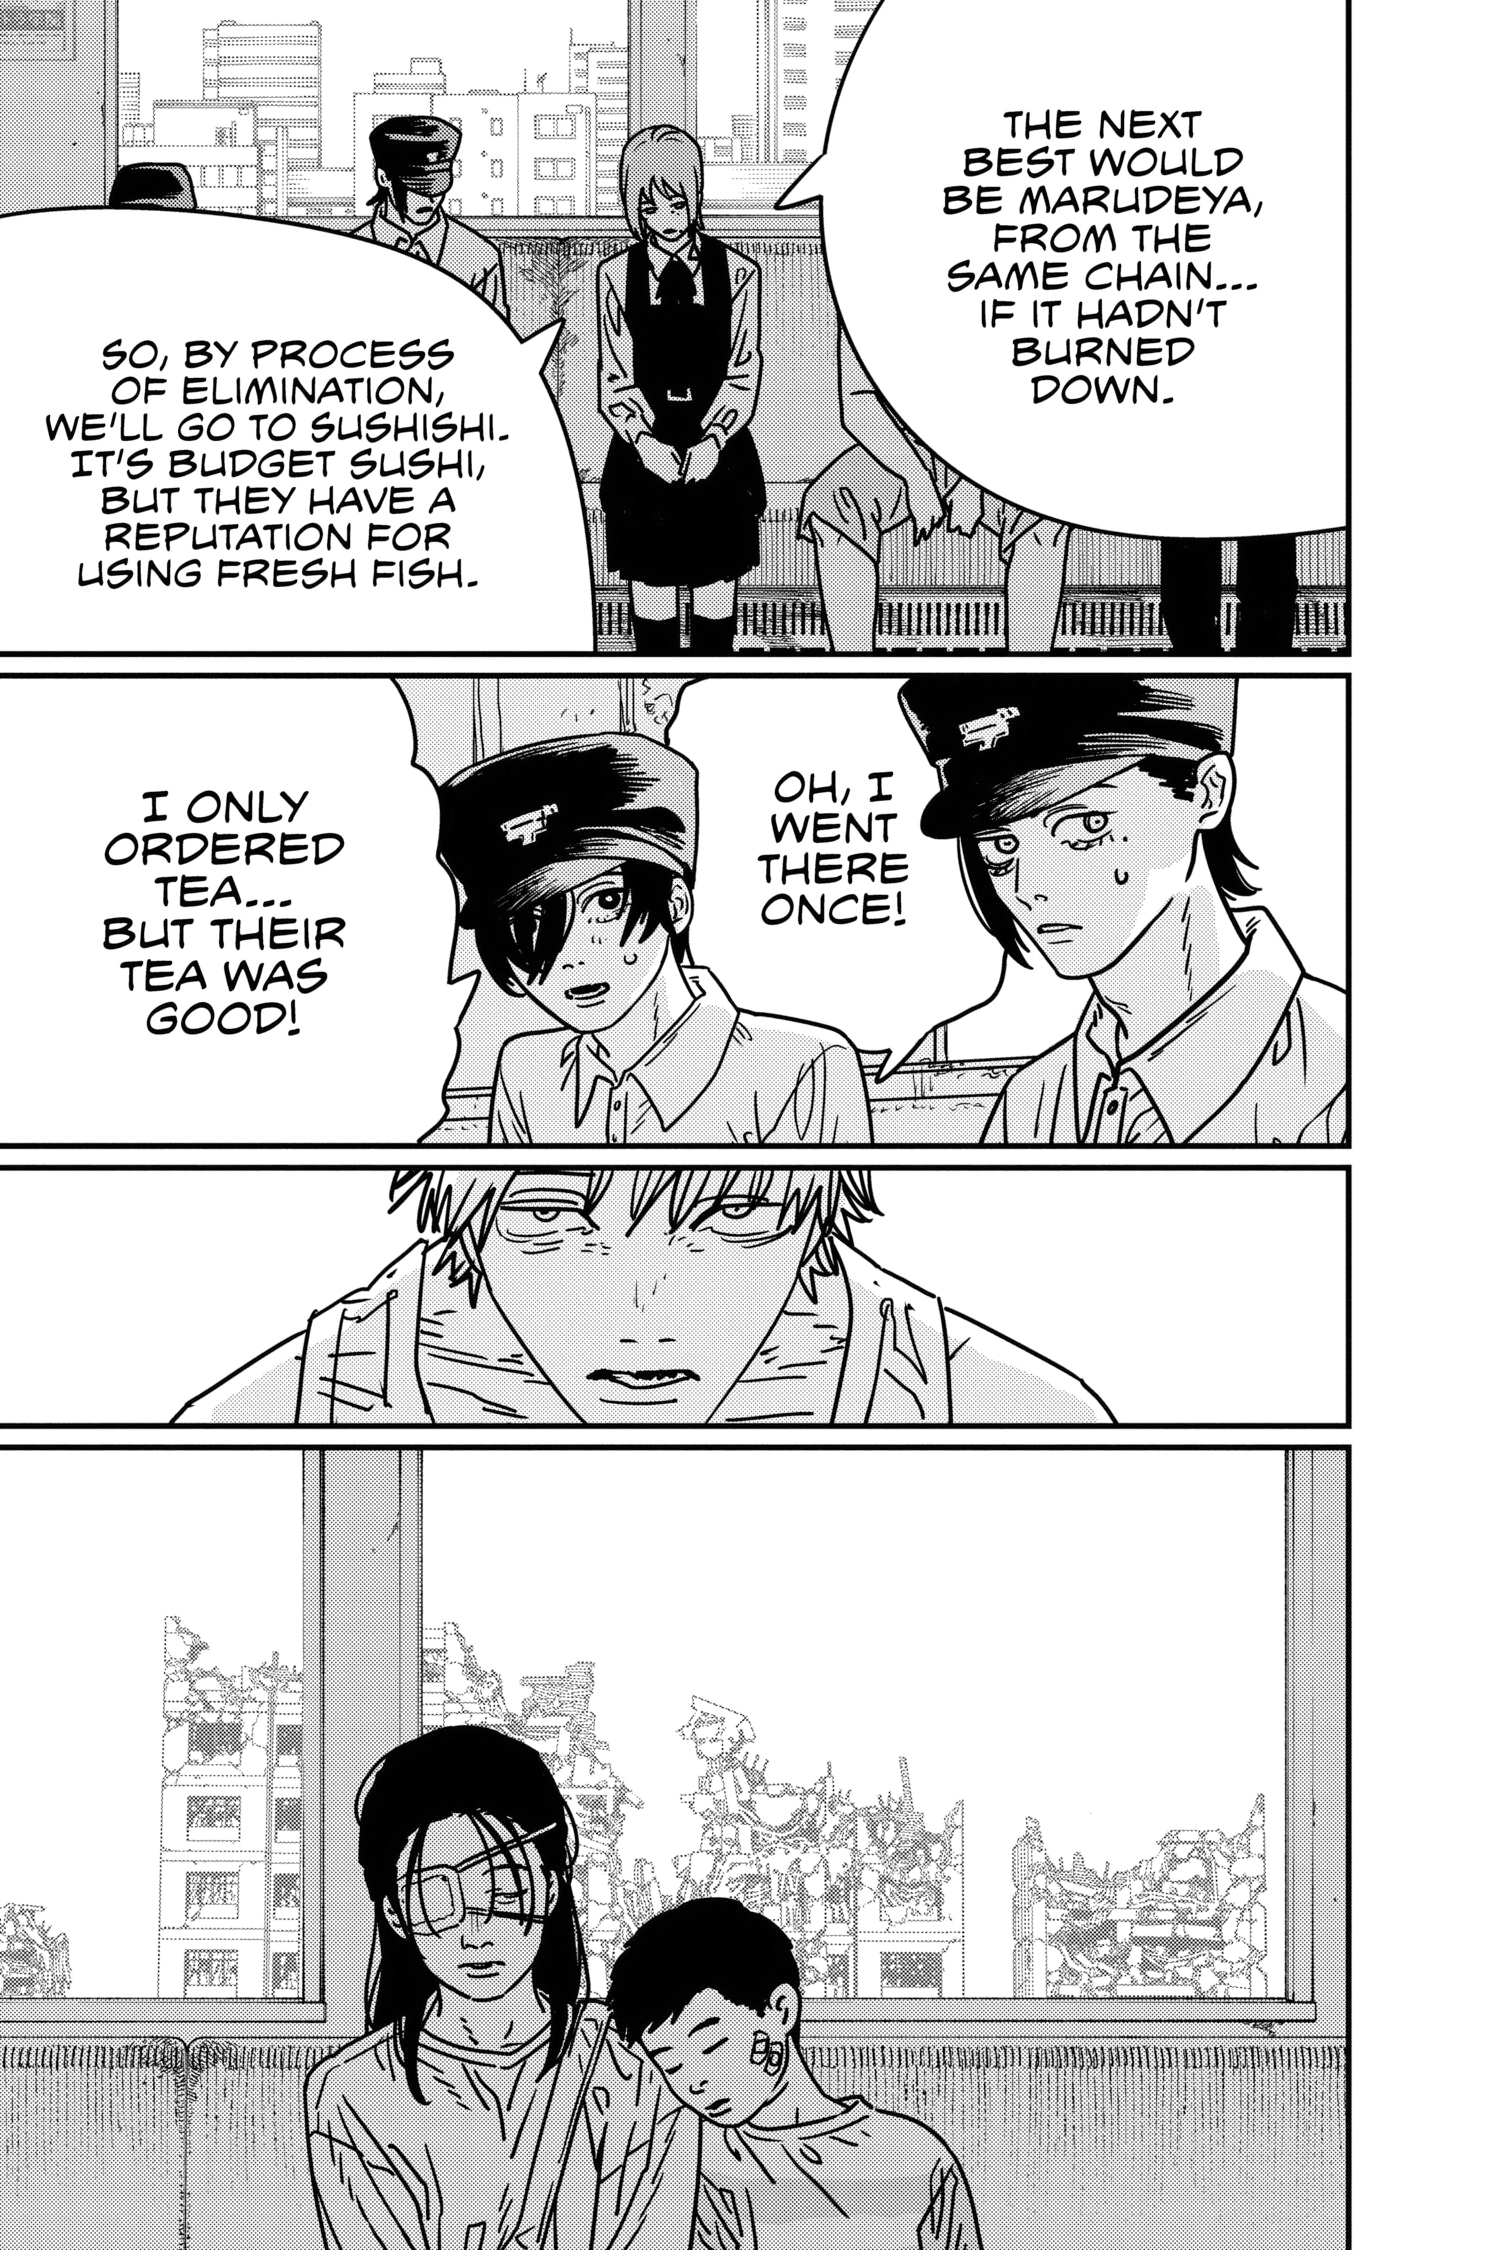 THE NEXT
BEST WOULD
BE MARUDEYA,
FROM THE
SAME CHAIN...
IF IT HADN'T
BURNED
DOWN.
SO, BY PROCESS
OF ELIMINATION,
WE'LL GO TO SUSHISHI.
IT'S BUDGET SUSHI,
BUT THEY HAVE A
REPUTATION FOR
USING FRESH FISH.
OH, I
WENT
THERE
ONCE!
I ONLY
ORDERED
TEA...
BUT THEIR
TEA WAS
GOOD!